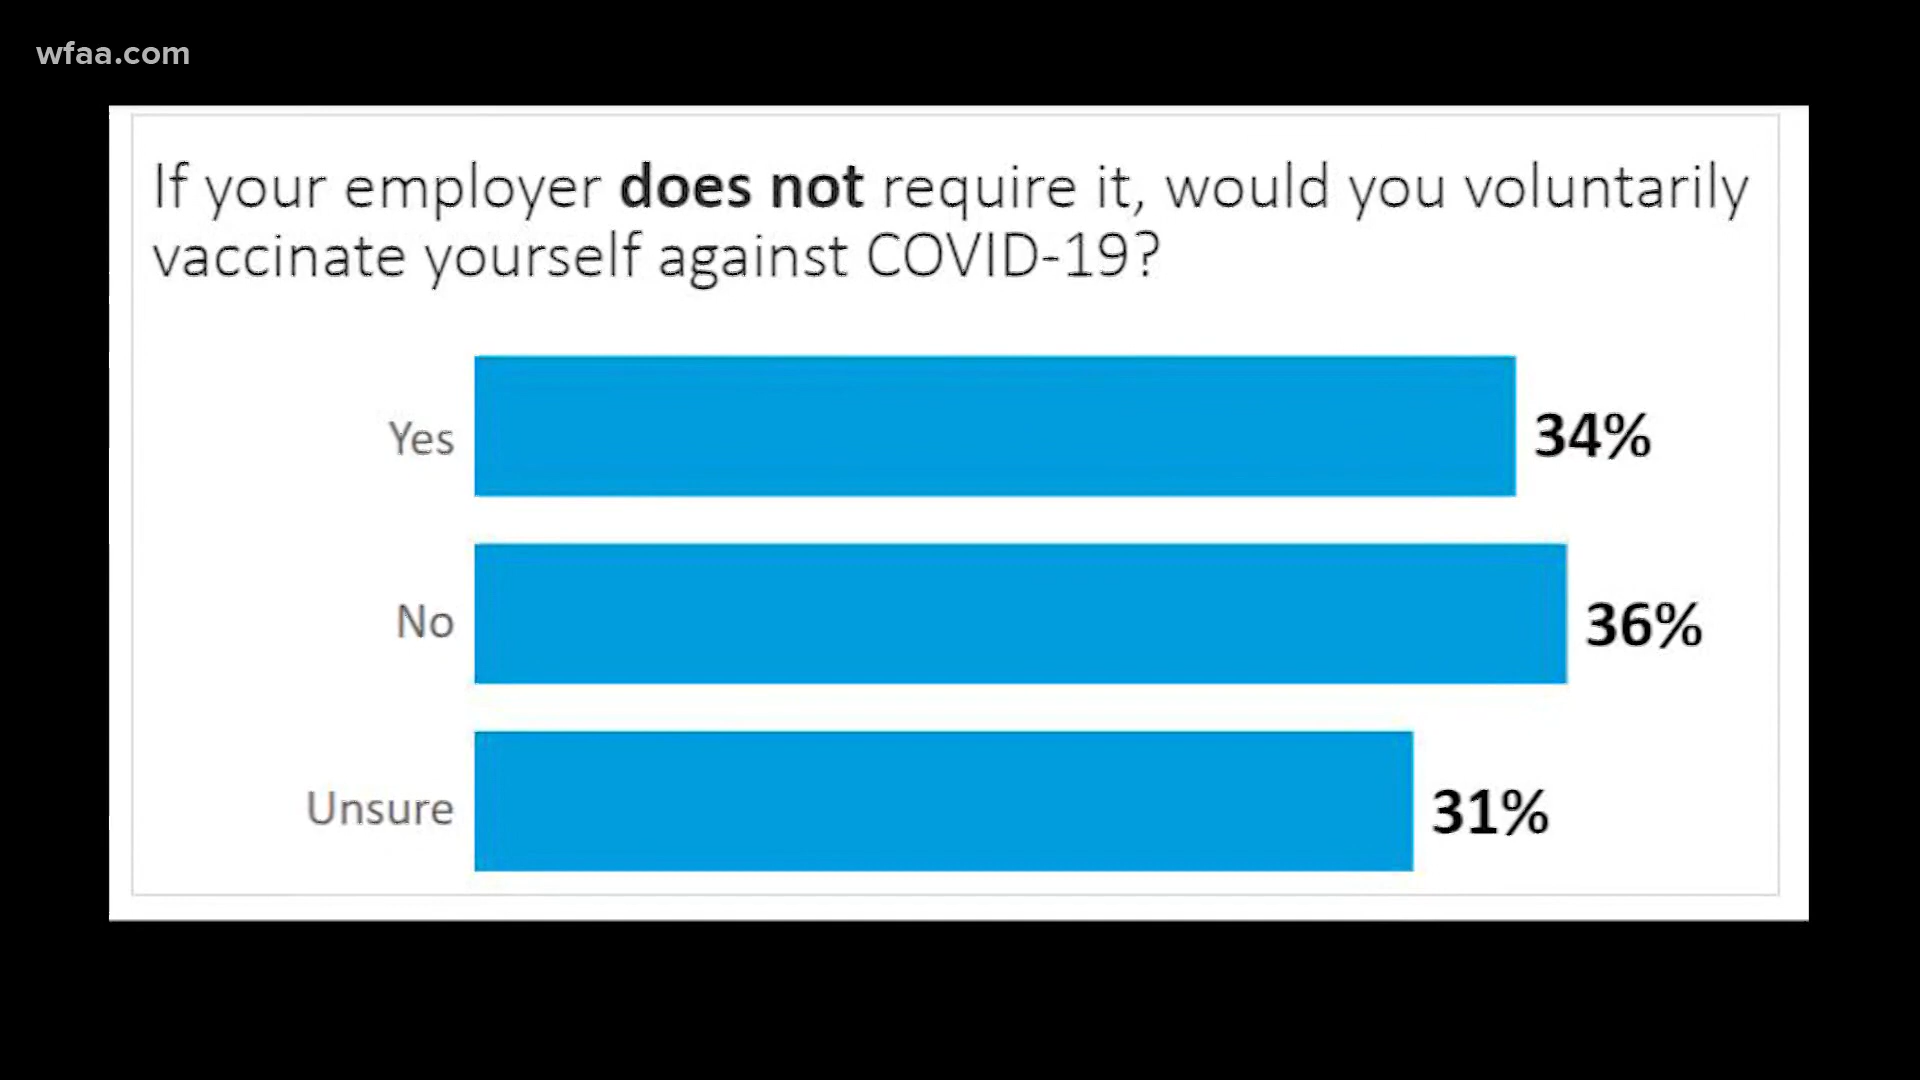 wfaa.com
If your employer does not require it, would you voluntarily
vaccinate yourself against COVID-19?
Yes 34%
No 36%
Unsure 31%